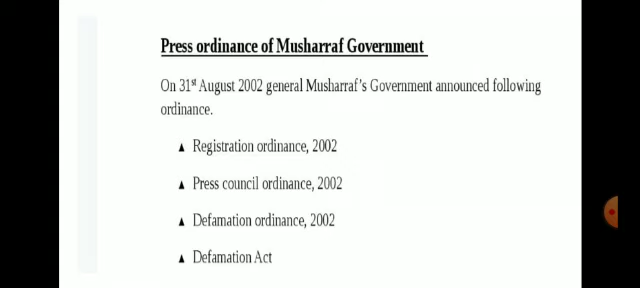 Press ordinance of Musharraf Government
On 31st August 2002 general Musharraf's Government announced following
ordinance.
▲ Registration ordinance, 2002
▲ Press council ordinance, 2002
▲ Defamation ordinance, 2002
▲ Defamation Act